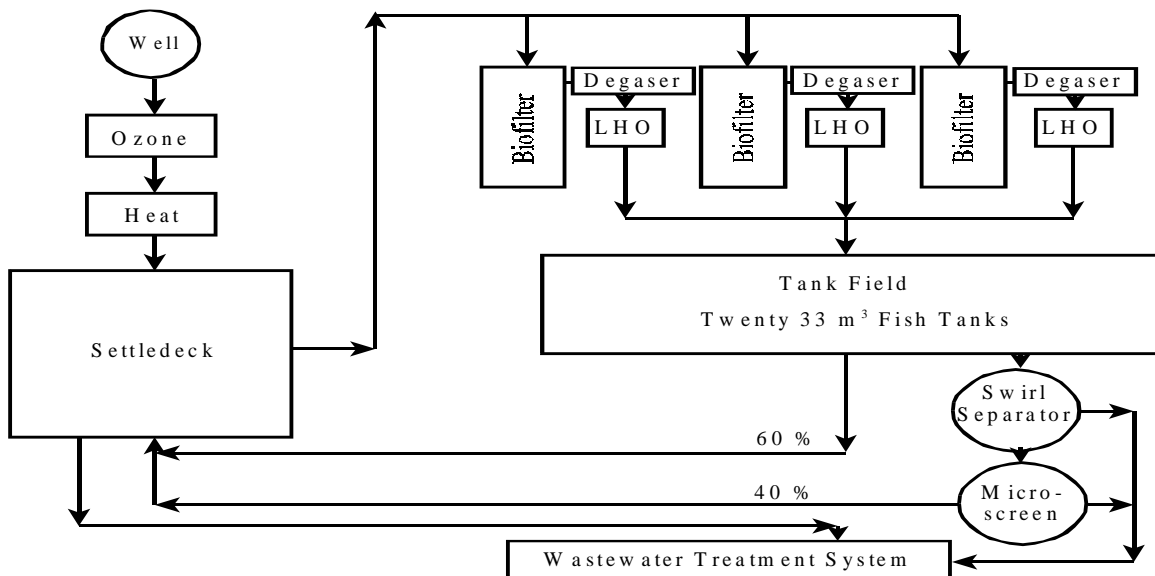 Well
Ozone
Heat
Settledeck
Biofilter
Degaser
LHO
Biofilter
Degaser
LHO
Biofilter
Degaser
LHO
Tank Field
Twenty 33 m³ Fish Tanks
Swirl
Separator
60 %
40 %
Micro-
screen
Wastewater Treatment System